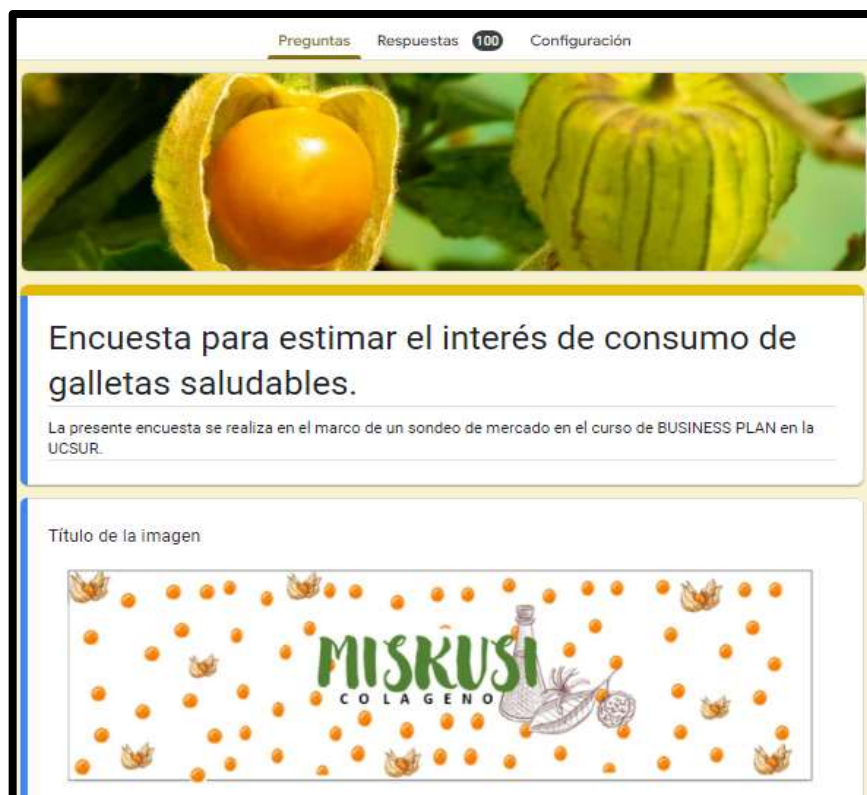 Preguntas Respuestas 100 Configuración
Encuesta para estimar el interés de consumo de
galletas saludables.
La presente encuesta se realiza en el marco de un sondeo de mercado en el curso de BUSINESS PLAN en la
UCSUR.
Título de la imagen
MISKUSI
COLAGENO